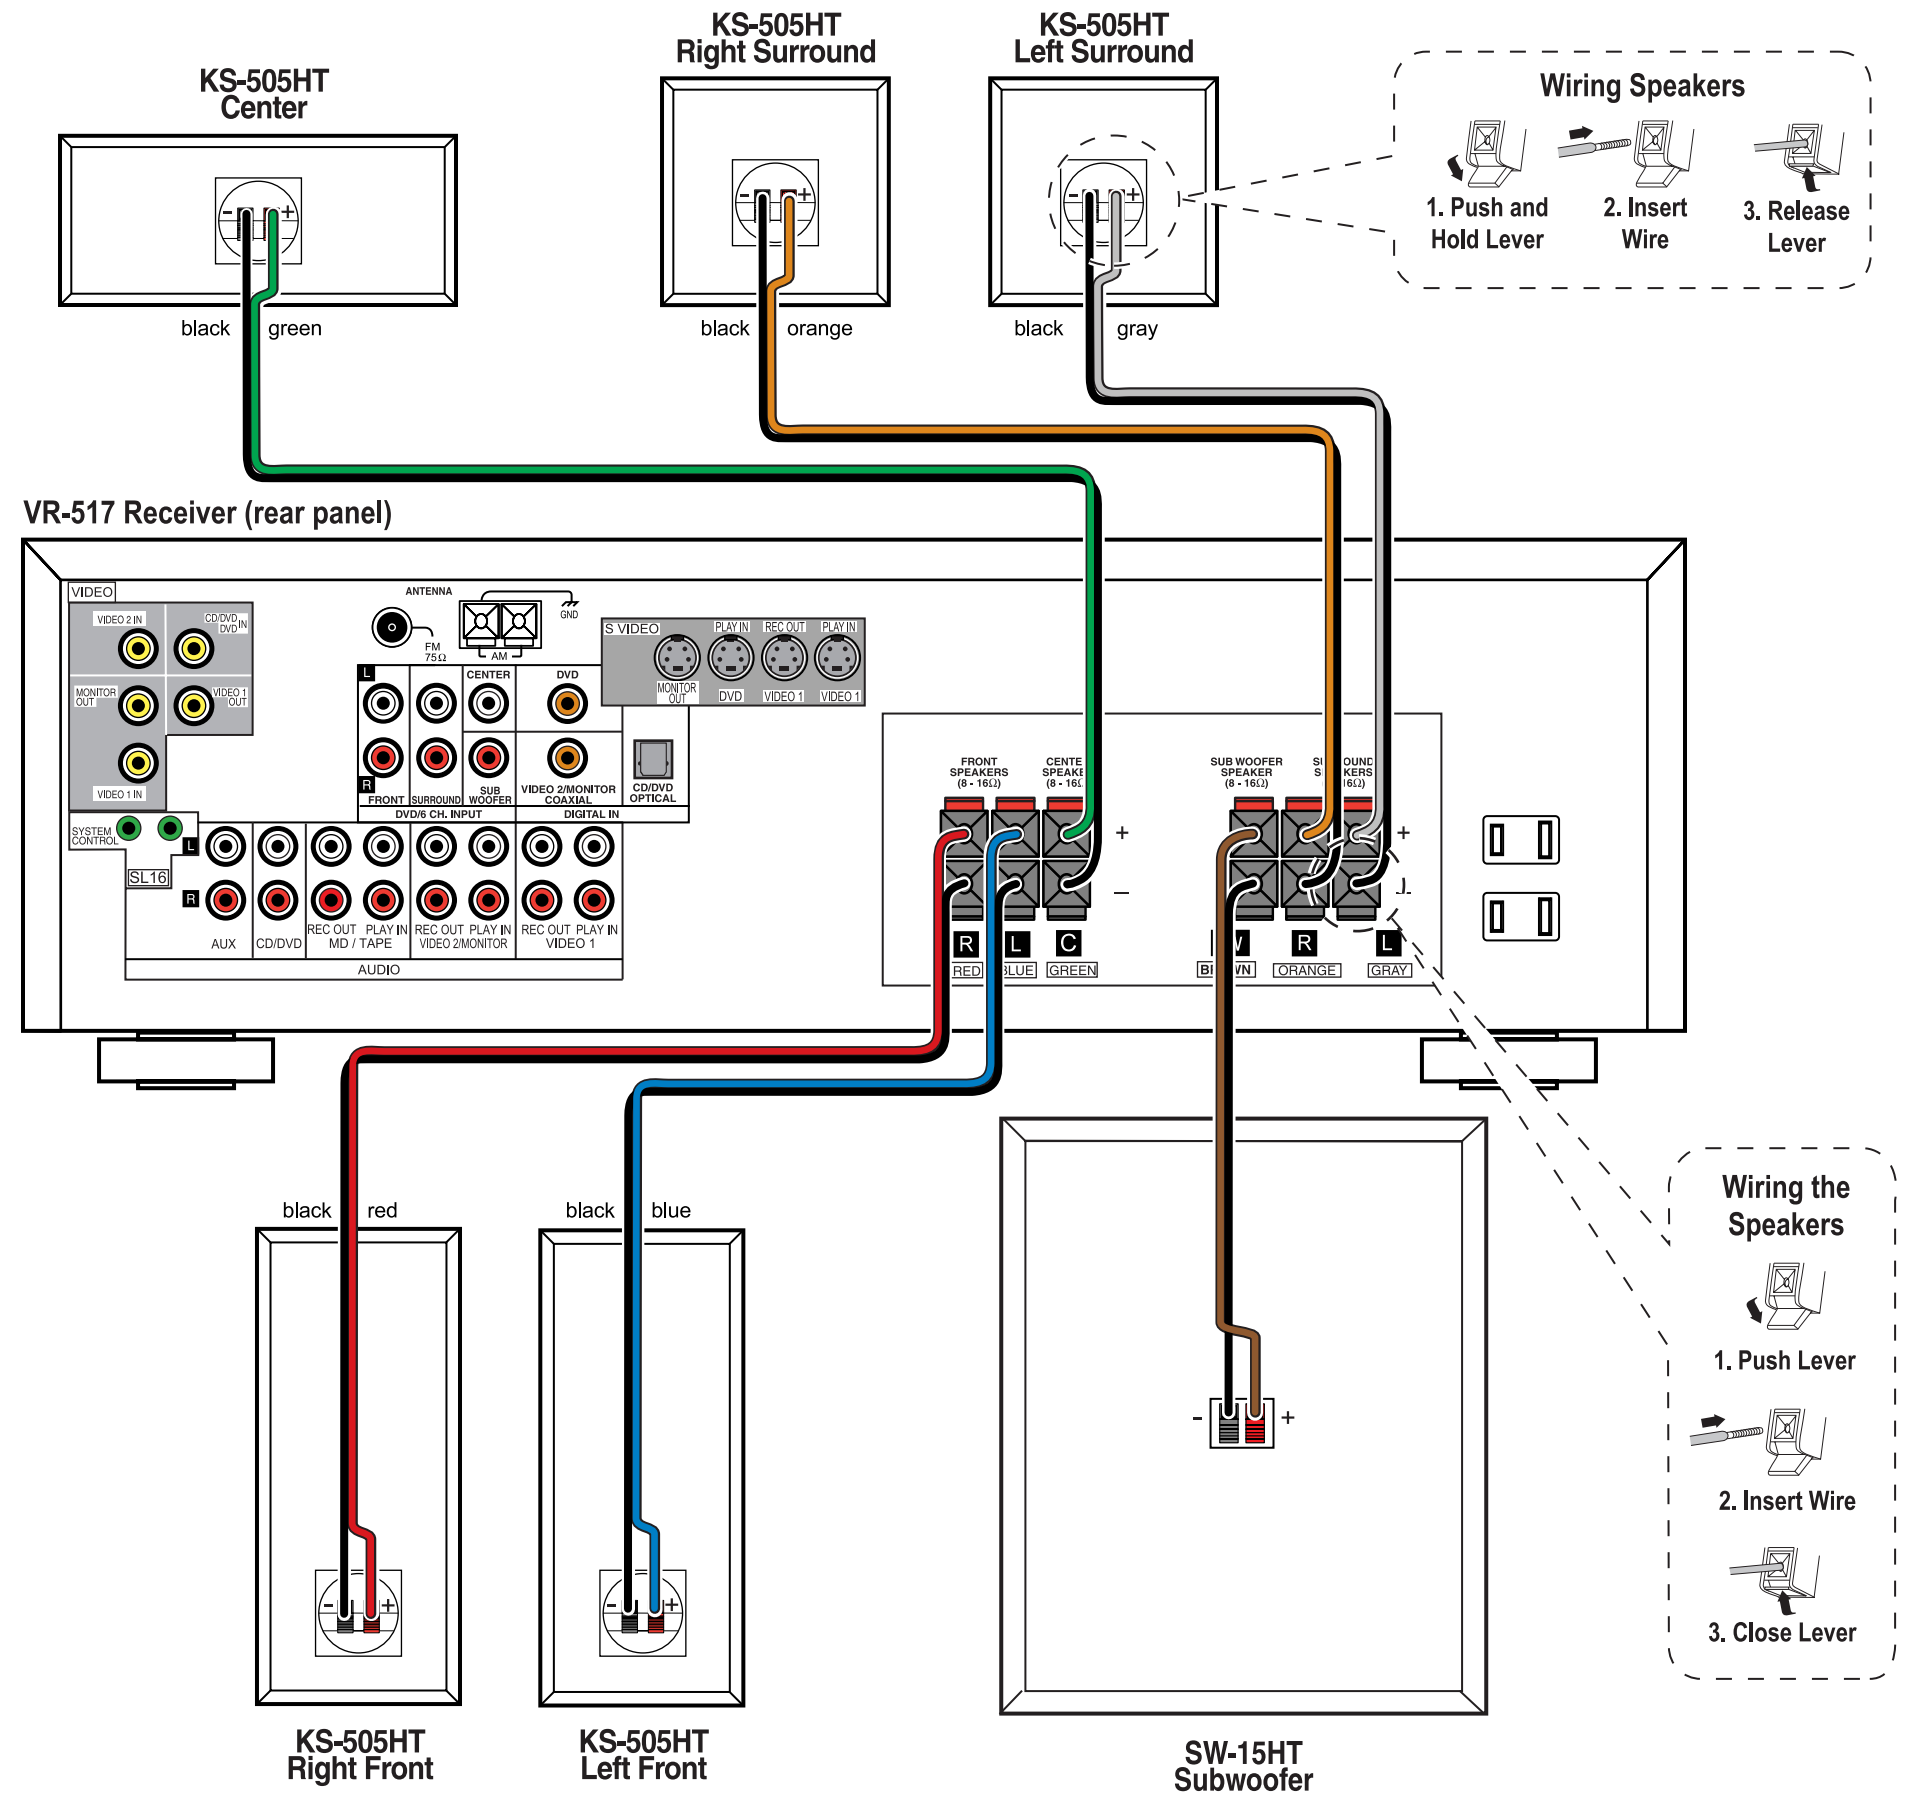 KS-505HT
Right Surround
KS-505HT
Left Surround
KS-505HT
Center
Wiring Speakers
1. Push and
Hold Lever
2. Insert
Wire
3. Release
Lever
- +
- +
- +
black green
black orange
black gray
VR-517 Receiver (rear panel)
VIDEO
VIDEO 2 IN
CD/DVD
DVD IN
MONITOR
OUT
VIDEO 1
OUT
VIDEO 1 IN
SYSTEM
CONTROL
SL16
ANTENNA
FM
75Ω
AM
GND
S VIDEO
PLAY IN
REC OUT
PLAY IN
MONITOR
OUT
DVD
VIDEO 1
VIDEO 1
L
R
CENTER
DVD
FRONT
SURROUND
SUB
WOOFER
VIDEO 2/MONITOR
COAXIAL
CD/DVD
OPTICAL
DVD/6 CH. INPUT
DIGITAL IN
L
R
AUX
CD/DVD
REC OUT PLAY IN
MD / TAPE
REC OUT PLAY IN
VIDEO 2/MONITOR
REC OUT PLAY IN
VIDEO 1
AUDIO
FRONT
SPEAKERS
(8 - 16Ω)
CENTE
SPEAKE
(8 - 16Ω
SUB WOOFER
SPEAKER
(8 - 16Ω)
OUND
KERS
16Ω)
+
–
+
R
L
C
R
L
RED
LUE
GREEN
ORANGE
GRAY
black red
black blue
- +
- +
- +
KS-505HT
Right Front
KS-505HT
Left Front
SW-15HT
Subwoofer
Wiring the
Speakers
1. Push Lever
2. Insert Wire
3. Close Lever